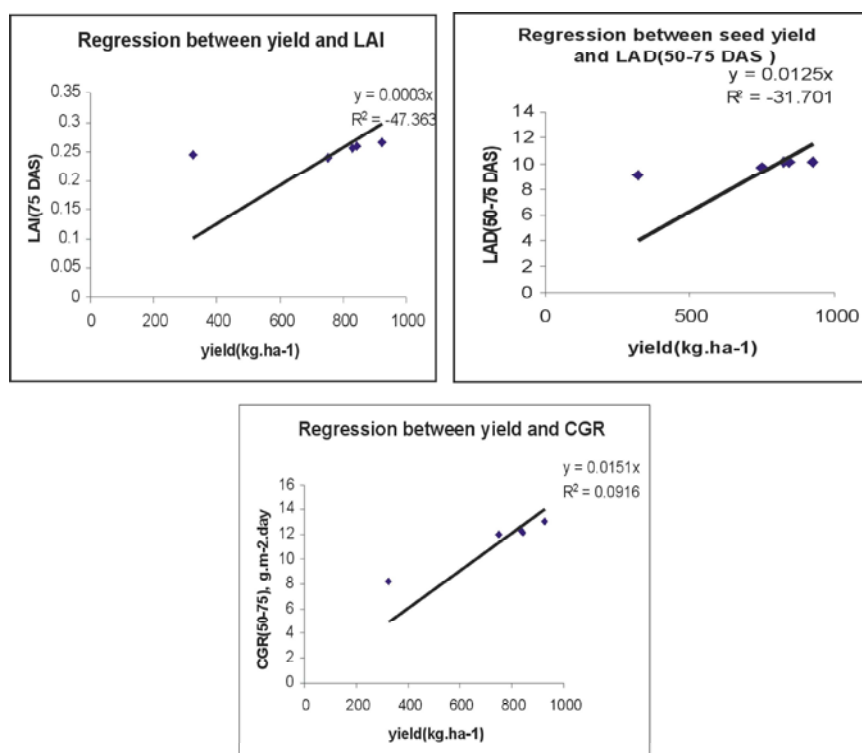 Regression between yield and LAI
y = 0.0003x
R² = -47.363
0.35
0.3
0.25
0.2
0.15
0.1
0.05
0
LAI(75 DAS)
0 200 400 600 800 1000
yield(kg.ha-1)
Regression between seed yield
and LAD(50-75 DAS )
y = 0.0125x
R² = -31.701
14
12
10
8
6
4
2
0
LAD(50-75 DAS)
0 500 1000
yield(kg.ha-1)
Regression between yield and CGR
y = 0.0151x
R² = 0.0916
16
14
12
10
8
6
4
2
0
CGR(50-75), g.m-2.day
0 200 400 600 800 1000
yield(kg.ha-1)